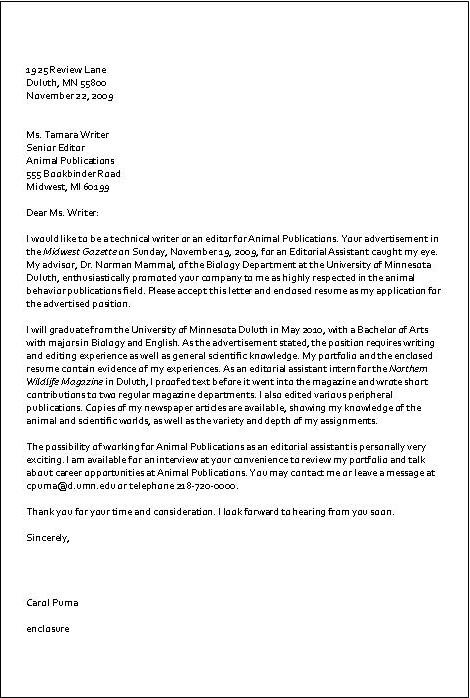 1925 Review Lane
Duluth, MN 55800
November 22, 2009
Ms. Tamara Writer
Senior Editor
Animal Publications
555 Bookbinder Road
Midwest, MI 60199
Dear Ms. Writer:
I would like to be a technical writer or an editor for Animal Publications. Your advertisement in
the Midwest Gazette on Sunday, November 19, 2009, for an Editorial Assistant caught my eye.
My advisor, Dr. Norman Mammal, of the Biology Department at the University of Minnesota
Duluth, enthusiastically promoted your company to me as highly respected in the animal
behavior publications field. Please accept this letter and enclosed resume as my application for
the advertised position.
I will graduate from the University of Minnesota Duluth in May 2010, with a Bachelor of Arts
with majors in Biology and English. As the advertisement stated, the position requires writing
and editing experience as well as general scientific knowledge. My portfolio and the enclosed
resume contain evidence of my experiences. As an editorial assistant intern for the Northern
Wildlife Magazine in Duluth, I proofed text before it went into the magazine and wrote short
contributions to two regular magazine departments. I also edited various peripheral
publications. Copies of my newspaper articles are available, showing my knowledge of the
animal and scientific worlds, as well as the variety and depth of my assignments.
The possibility of working for Animal Publications as an editorial assistant is personally very
exciting. I am available for an interview at your convenience to review my portfolio and talk
about career opportunities at Animal Publications. You may contact me or leave a message at
cpuma@d.umn.edu or telephone 218-720-0000.
Thank you for your time and consideration. I look forward to hearing from you soon.
Sincerely,
Carol Puma
enclosure